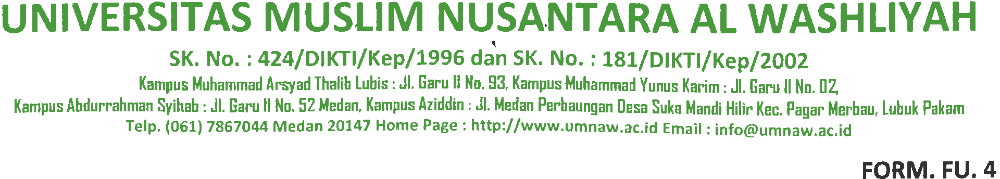 UNIVERSITAS MUSLIM NUSANTARA AL WASHLIYAH
SK. No. : 424/DIKTI/Kep/1996 dan SK. No. : 181/DIKTI/Kep/2002
Kampus Muhammad Arsyad Thalib Lubis : Jl. Garu II No. 93, Kampus Muhammad Yunus Karim : Jl. Garu II No. 02,
Kampus Abdurrahman Syihab : Jl. Garu II No. 52 Medan, Kampus Aziddin : Jl. Medan Perbaungan Desa Suka Mandi Hilir Kec. Pagar Merbau, Lubuk Pakam
Telp. (061) 7867044 Medan 20147 Home Page : http://www.umnaw.ac.id Email : info@umnaw.ac.id
FORM. FU. 4